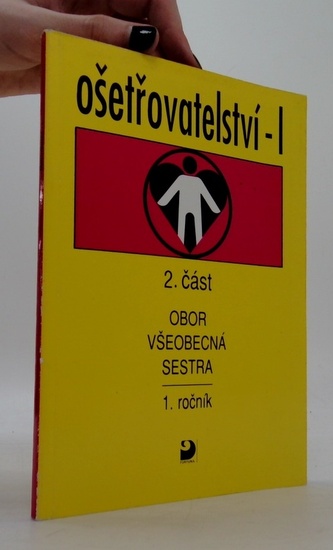 ošetřovatelství - I
2. část
OBOR
VŠEOBECNÁ
SESTRA
1. ročník